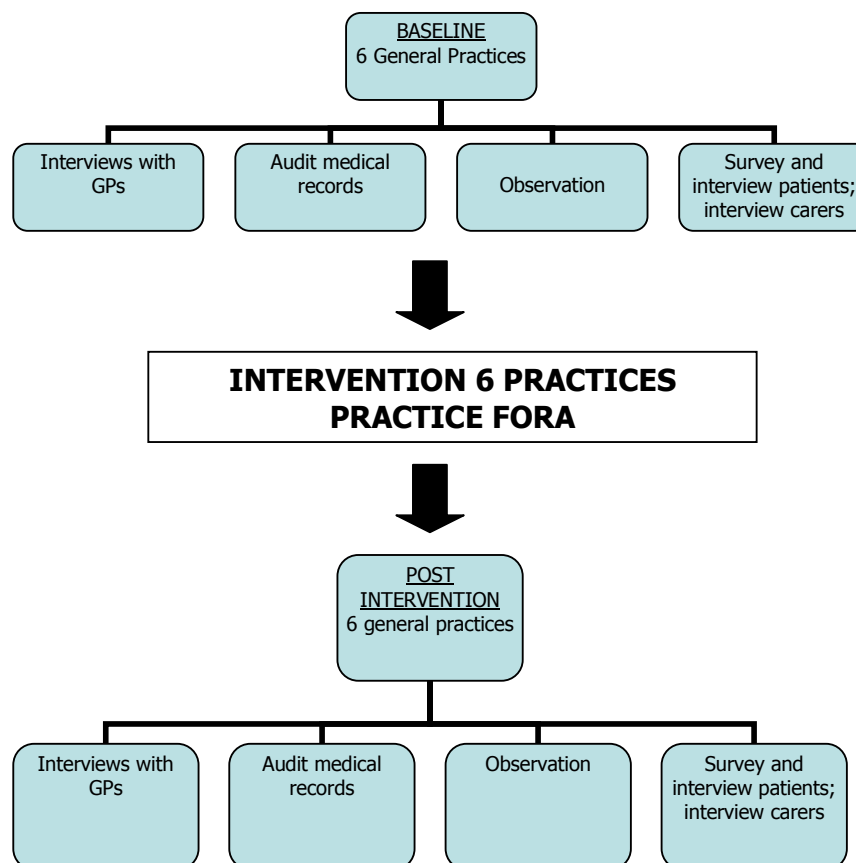 BASELINE
6 General Practices
Interviews with
GPs
Audit medical
records
Observation
Survey and
interview patients;
interview carers
INTERVENTION 6 PRACTICES
PRACTICE FORA
POST
INTERVENTION
6 general practices
Interviews with
GPs
Audit medical
records
Observation
Survey and
interview patients;
interview carers